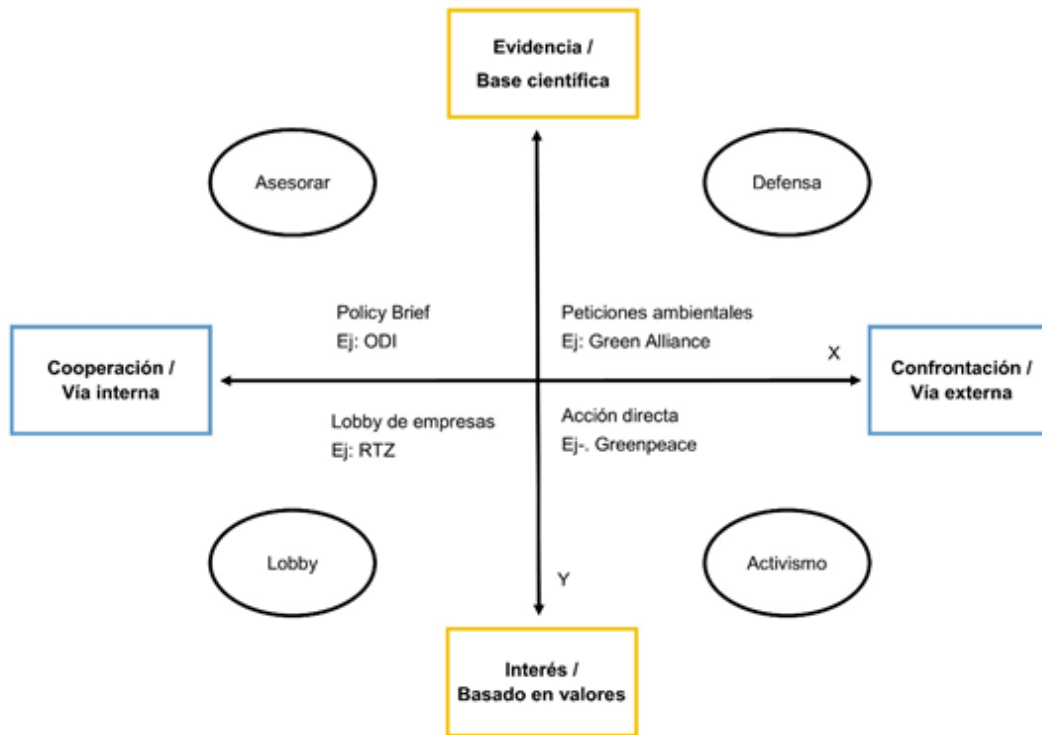 Evidencia /
Base científica
Asesorar
Defensa
Policy Brief
Ej: ODI
Peticiones ambientales
Ej: Green Alliance
X
Cooperación /
Vía interna
Confrontación /
Vía externa
Lobby de empresas
Ej: RTZ
Acción directa
Ej-. Greenpeace
Lobby
Y
Activismo
Interés /
Basado en valores